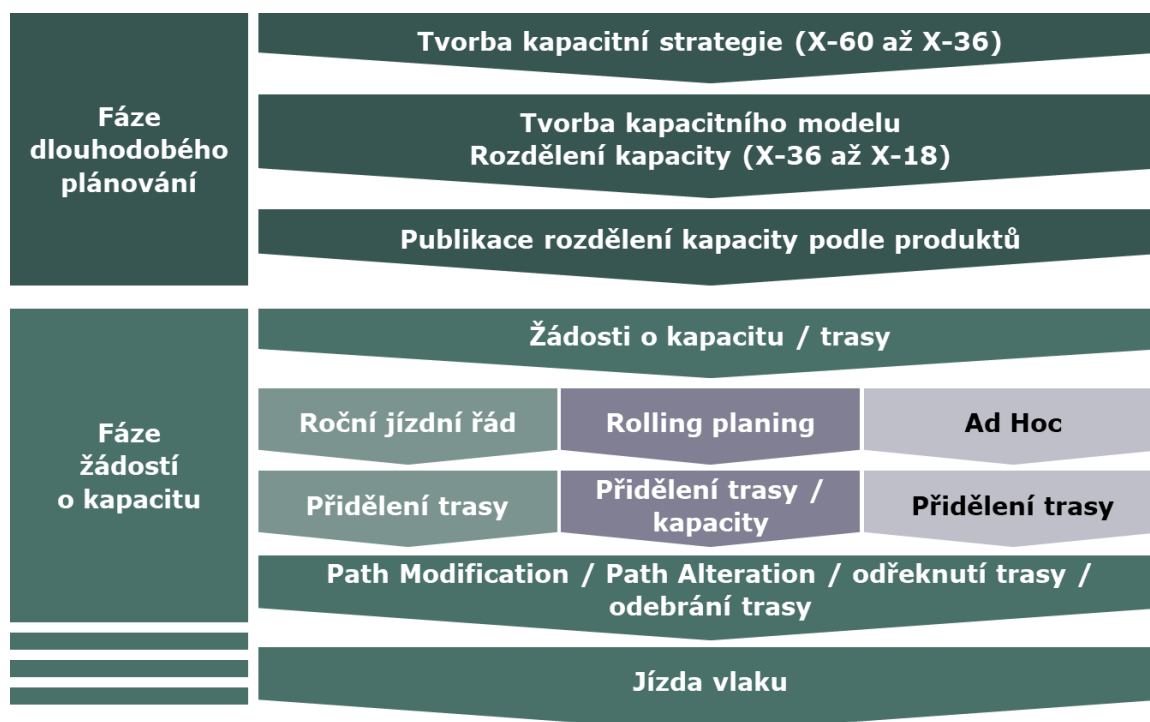 Fáze
dlouhodobého
plánování
Tvorba kapacitní strategie (X-60 až X-36)
Tvorba kapacitního modelu
Rozdělení kapacity (X-36 až X-18)
Publikace rozdělení kapacity podle produktů
Fáze
žádostí
o kapacitu
Žádosti o kapacitu / trasy
Roční jízdní řád
Rolling planing
Ad Hoc
Přidělení trasy
Přidělení trasy /
kapacity
Přidělení trasy
Path Modification / Path Alteration / odřeknutí trasy /
odebrání trasy
Jízda vlaku